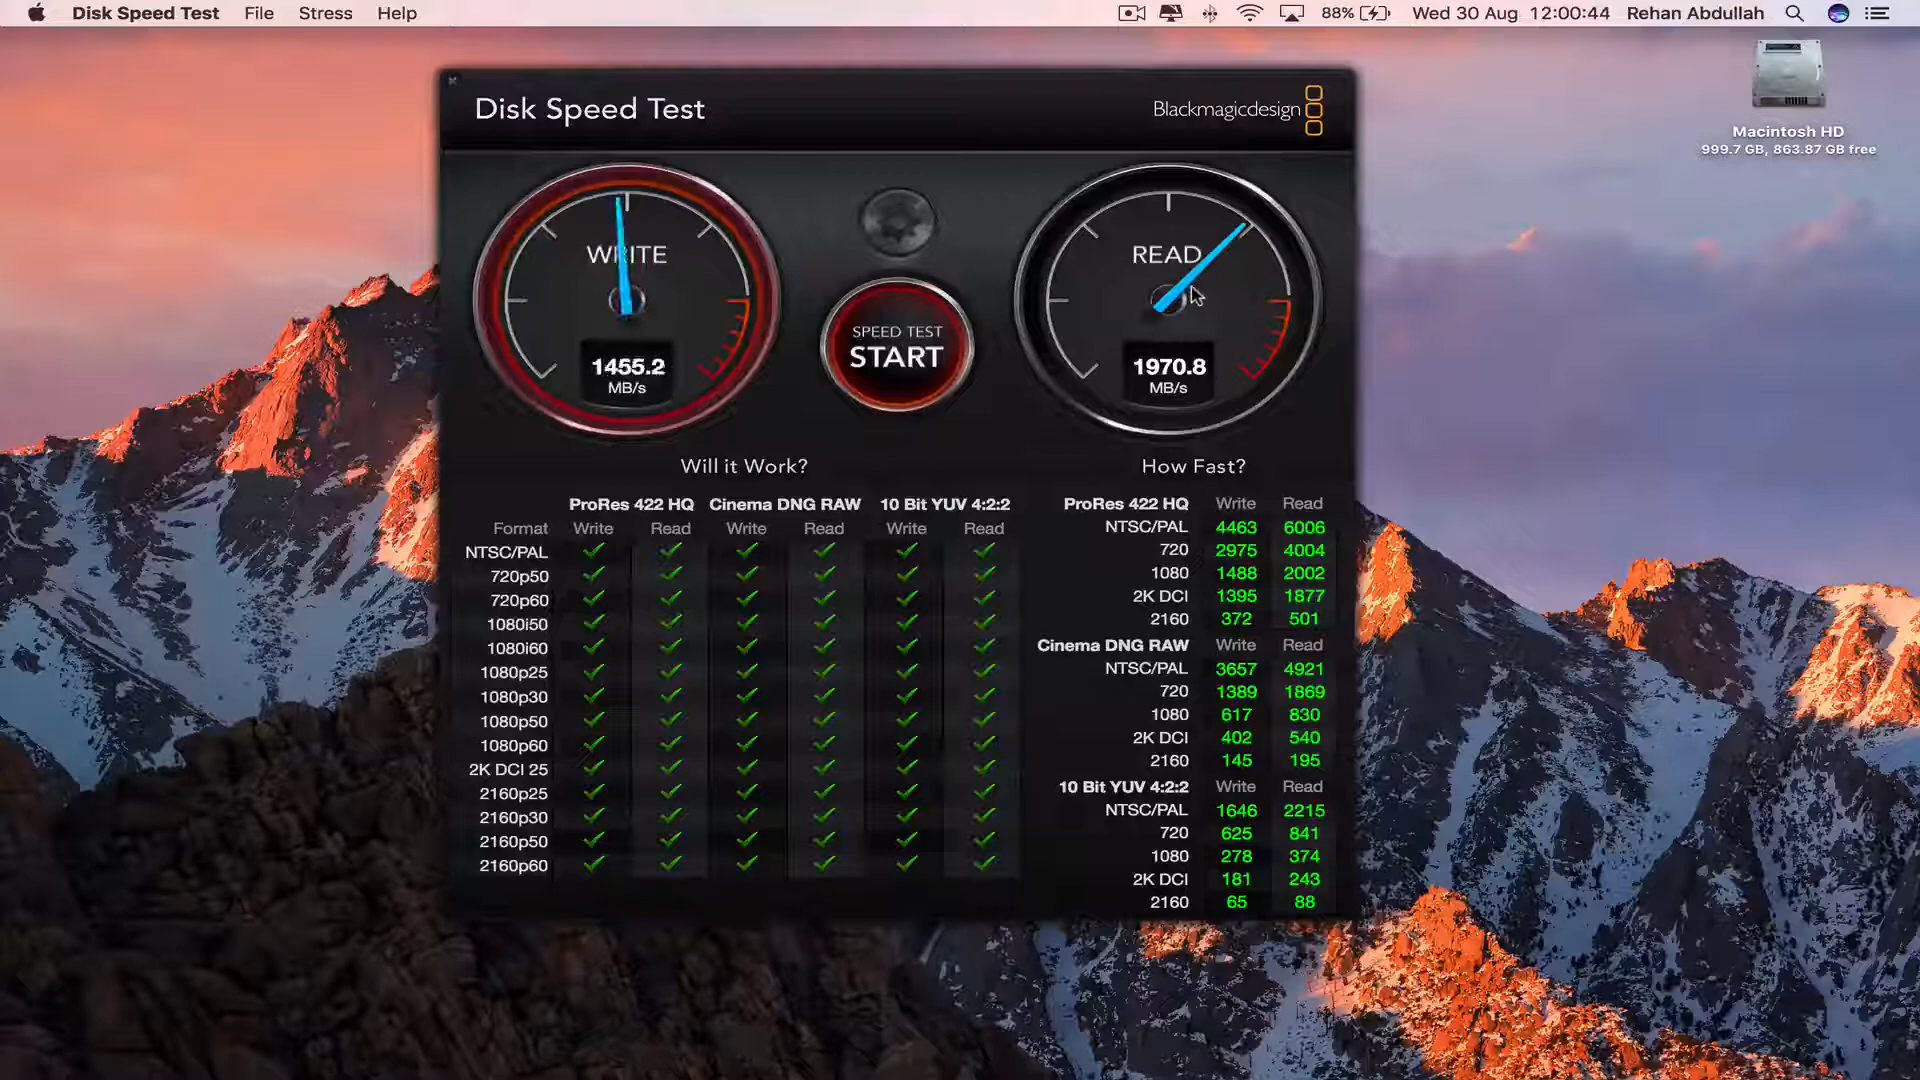 Disk Speed Test File Stress Help 88% Wed 30 Aug 12:00:44 Rehan Abdullah
Macintosh HD
999.7 GB, 863.87 GB free
Disk Speed Test
Blackmagicdesign
WRITE
1455.2
MB/s
SPEED TEST
START
READ
1970.8
MB/s
Will it Work?
ProRes 422 HQ Cinema DNG RAW 10 Bit YUV 4:2:2
Format Write Read Write Read Write Read
NTSC/PAL
720p50
720p60
1080i50
1080i60
1080p25
1080p30
1080p50
1080p60
2K DCI 25
2160p25
2160p30
2160p50
2160p60
How Fast?
ProRes 422 HQ Write Read
NTSC/PAL 4463 6006
720 2975 4004
1080 1488 2002
2K DCI 1395 1877
2160 372 501
Cinema DNG RAW Write Read
NTSC/PAL 3657 4921
720 1389 1869
1080 617 830
2K DCI 402 540
2160 145 195
10 Bit YUV 4:2:2 Write Read
NTSC/PAL 1646 2215
720 625 841
1080 278 374
2K DCI 181 243
2160 65 88